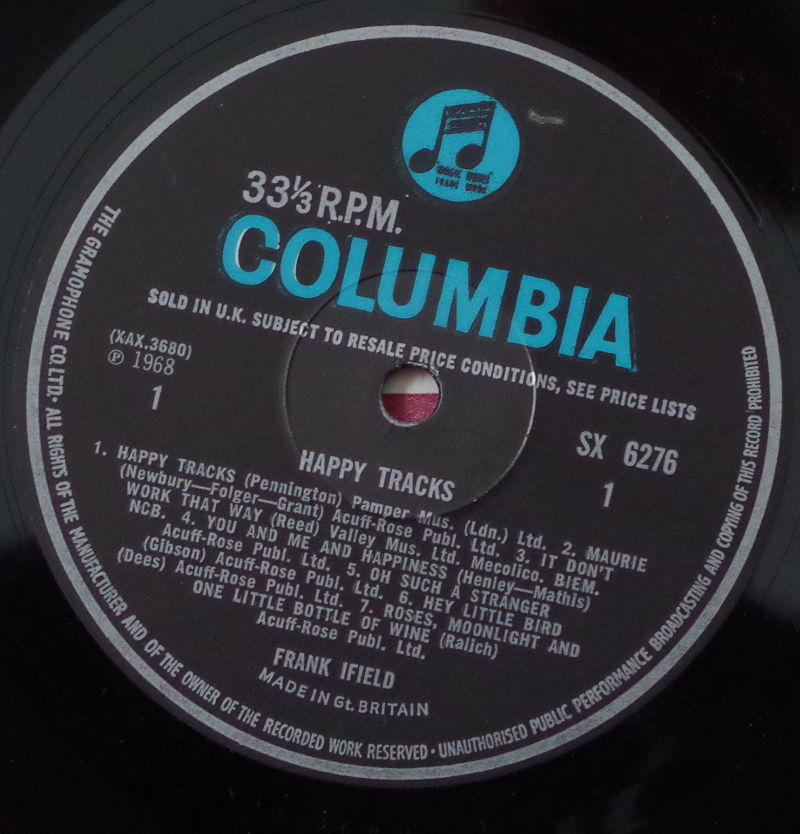 MAGIC NOTES
TRADE MARK
33⅓ R.P.M.
COLUMBIA
SOLD IN U.K. SUBJECT TO RESALE PRICE CONDITIONS, SEE PRICE LISTS
(XAX.3680)
℗ 1968
1
SX 6276
1
HAPPY TRACKS
1. HAPPY TRACKS (Pennington) Pamper Mus. (Ldn.) Ltd. 2. MAURIE
(Newbury—Folger—Grant) Acuff-Rose Publ. Ltd. 3. IT DON'T
WORK THAT WAY (Reed) Valley Mus. Ltd. Mecolico. BIEM.
NCB. 4. YOU AND ME AND HAPPINESS (Henley—Mathis)
Acuff-Rose Publ. Ltd. 5. OH SUCH A STRANGER
(Gibson) Acuff-Rose Publ. Ltd. 6. HEY LITTLE BIRD
(Dees) Acuff-Rose Publ. Ltd. 7. ROSES, MOONLIGHT AND
ONE LITTLE BOTTLE OF WINE (Ralich)
Acuff-Rose Publ. Ltd.
FRANK IFIELD
MADE IN Gt. BRITAIN
THE GRAMOPHONE CO LTD. ALL RIGHTS OF THE MANUFACTURER AND OF THE OWNER OF THE RECORDED WORK RESERVED · UNAUTHORISED PUBLIC PERFORMANCE BROADCASTING AND COPYING OF THIS RECORD PROHIBITED